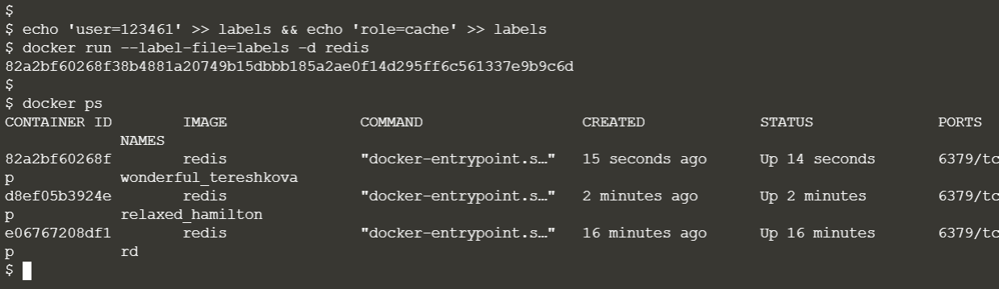 $
$ echo 'user=123461' >> labels && echo 'role=cache' >> labels
$ docker run --label-file=labels -d redis
82a2bf60268f38b4881a20749b15dbbb185a2ae0f14d295ff6c561337e9b9c6d
$
$ docker ps
CONTAINER ID        IMAGE               COMMAND                  CREATED             STATUS              PORTS
             NAMES
82a2bf60268f        redis               "docker-entrypoint.s…"   15 seconds ago      Up 14 seconds       6379/tc
p            wonderful_tereshkova
d8ef05b3924e        redis               "docker-entrypoint.s…"   2 minutes ago       Up 2 minutes        6379/tc
p            relaxed_hamilton
e06767208df1        redis               "docker-entrypoint.s…"   16 minutes ago      Up 16 minutes       6379/tc
p            rd
$